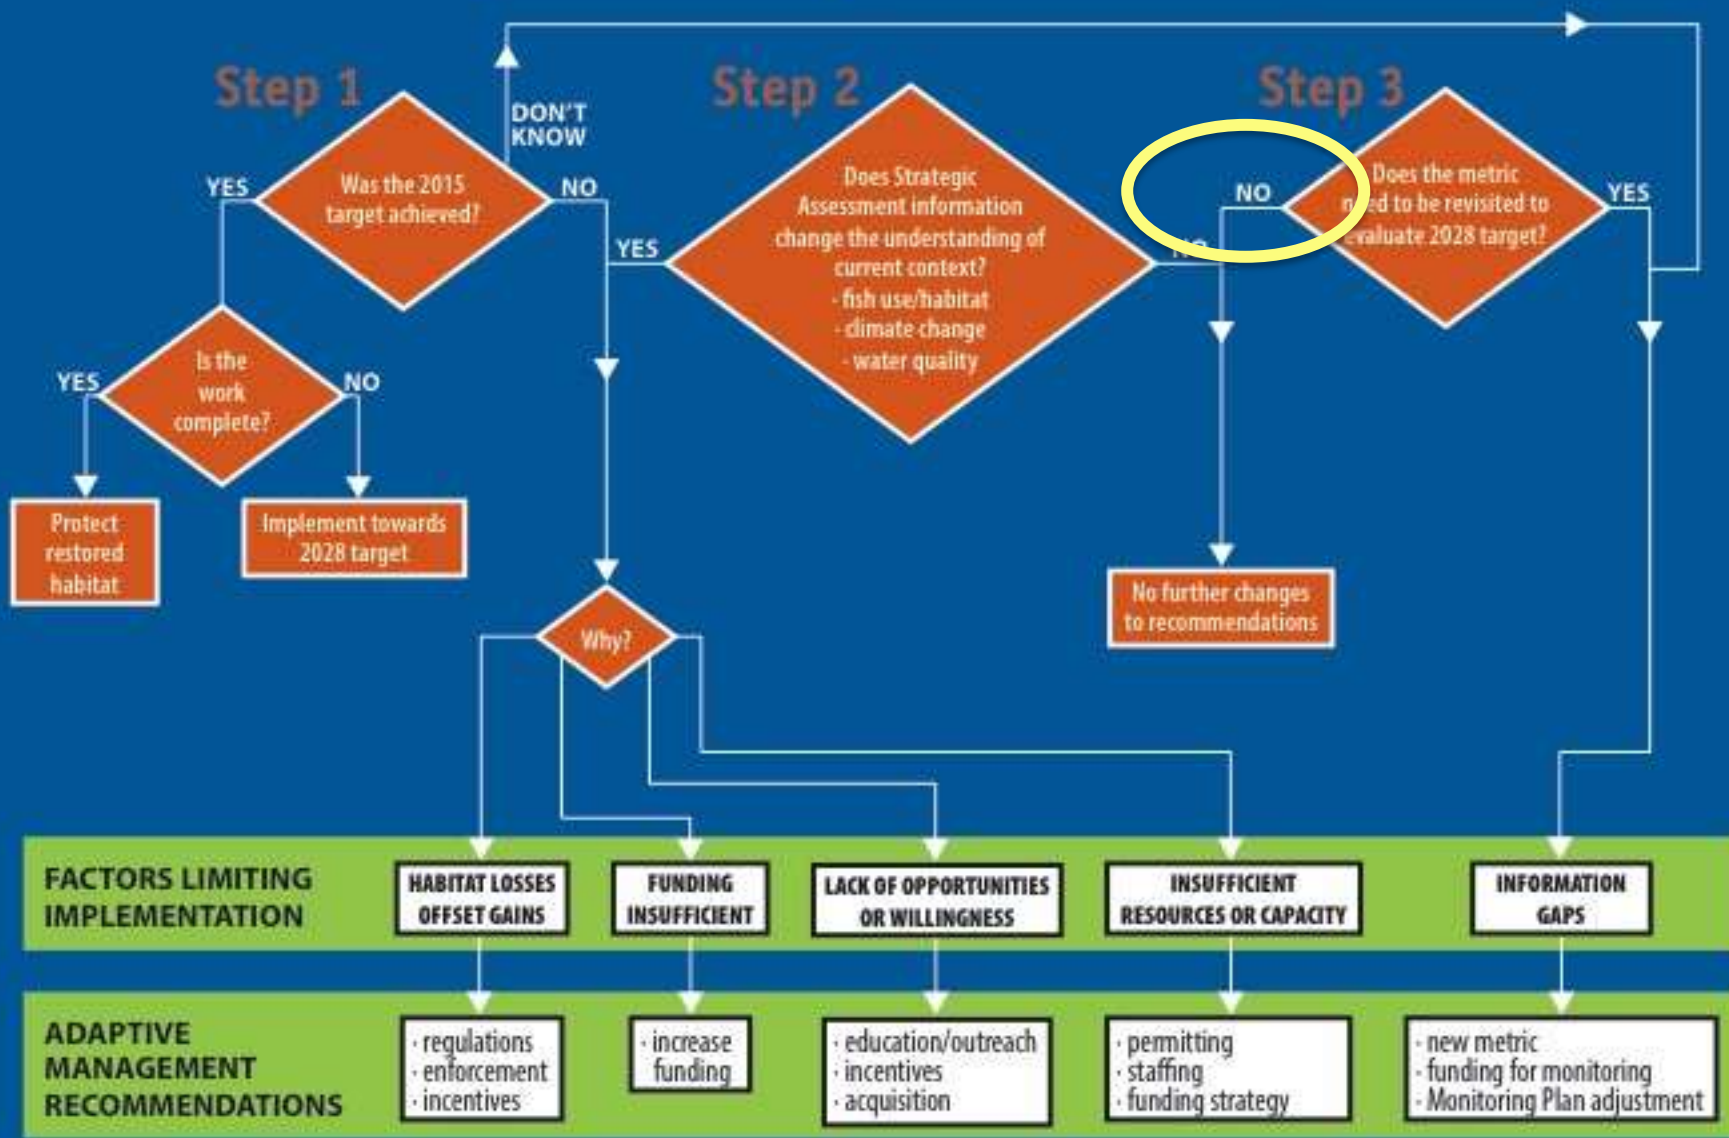 Step 1
DON'T
KNOW
YES
Was the 2015
target achieved?
NO
Is the
work
complete?
YES
NO
Protect
restored
habitat
Implement towards
2028 target
Step 2
YES
Does Strategic
Assessment information
change the understanding of
current context?
· fish use/habitat
· climate change
· water quality
NO
Step 3
NO
Does the metric
need to be revisited to
evaluate 2028 target?
YES
No further changes
to recommendations
Why?
FACTORS LIMITING
IMPLEMENTATION
HABITAT LOSSES
OFFSET GAINS
FUNDING
INSUFFICIENT
LACK OF OPPORTUNITIES
OR WILLINGNESS
INSUFFICIENT
RESOURCES OR CAPACITY
INFORMATION
GAPS
ADAPTIVE
MANAGEMENT
RECOMMENDATIONS
· regulations
· enforcement
· incentives
· increase
funding
· education/outreach
· incentives
· acquisition
· permitting
· staffing
· funding strategy
· new metric
· funding for monitoring
· Monitoring Plan adjustment